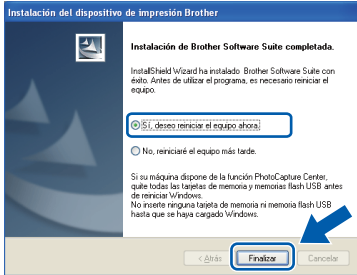 Instalación del dispositivo de impresión Brother
Instalación de Brother Software Suite completada.
InstallShield Wizard ha instalado Brother Software Suite con
éxito. Antes de utilizar el programa, es necesario reiniciar el
equipo.
Sí, deseo reiniciar el equipo ahora.
No, reiniciaré el equipo más tarde.
Si su máquina dispone de la función PhotoCapture Center,
quite todas las tarjetas de memoria y memorias flash USB antes
de reiniciar Windows.
No inserte ninguna tarjeta de memoria ni memoria flash USB
hasta que se haya cargado Windows.
< Atrás Finalizar Cancelar